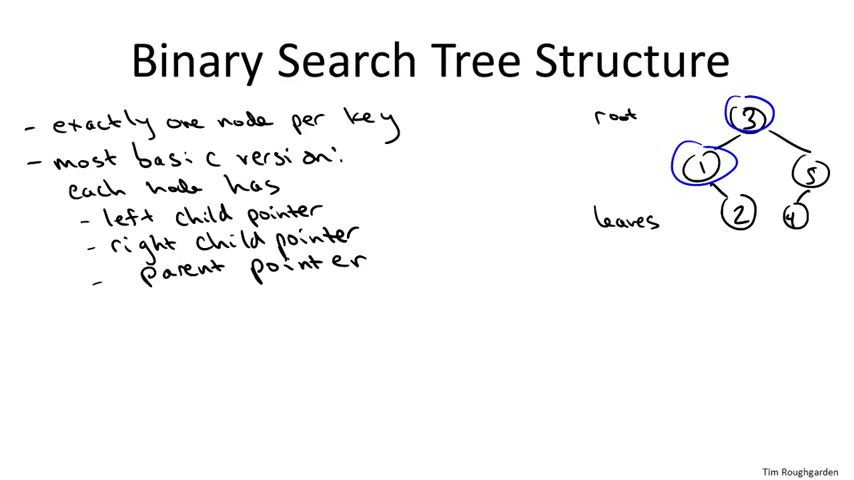 Binary Search Tree Structure
- exactly one node per key
- most basic version:
each node has
- left child pointer
- right child pointer
- parent pointer
root
3
1
5
leaves
2
4
Tim Roughgarden